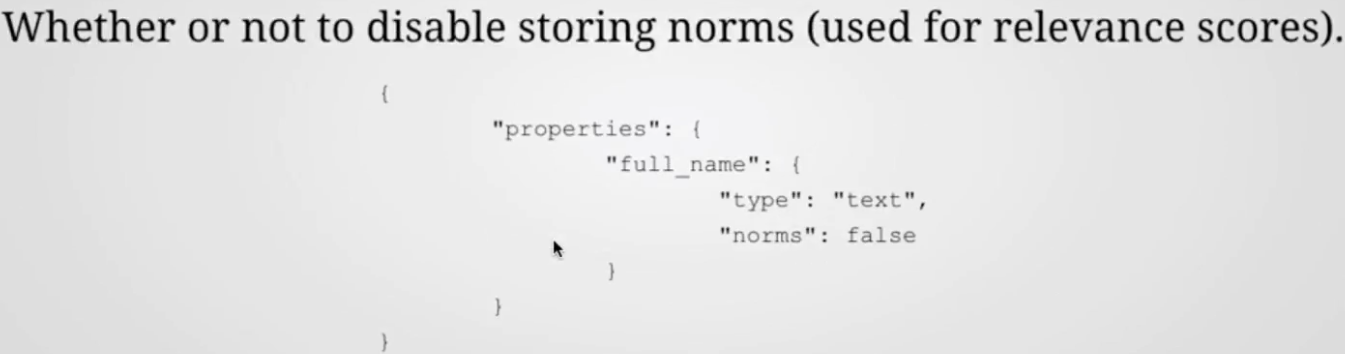 Whether or not to disable storing norms (used for relevance scores).
{
"properties": {
"full_name": {
"type": "text",
"norms": false
}
}
}